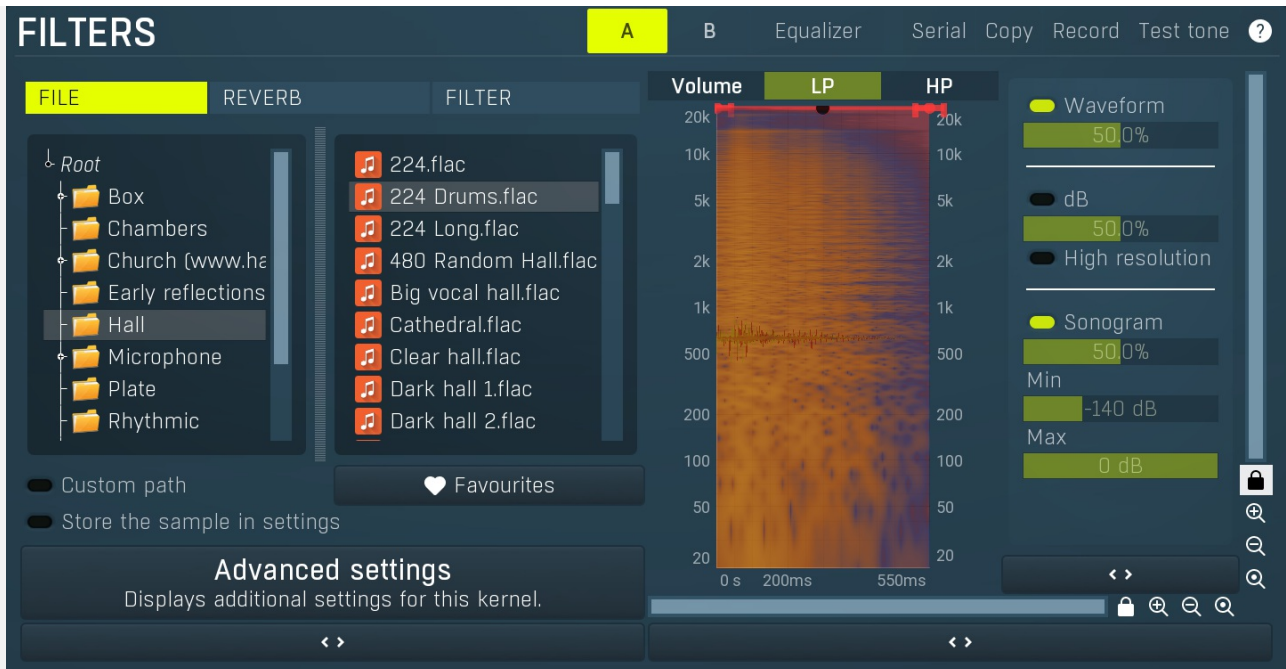 FILTERS
A B Equalizer Serial Copy Record Test tone ?
FILE REVERB FILTER
Root
Box
Chambers
Church (www.ha
Early reflections
Hall
Microphone
Plate
Rhythmic
224.flac
224 Drums.flac
224 Long.flac
480 Random Hall.flac
Big vocal hall.flac
Cathedral.flac
Clear hall.flac
Dark hall 1.flac
Dark hall 2.flac
Custom path
Favourites
Store the sample in settings
Advanced settings
Displays additional settings for this kernel.
Volume LP HP
20k 20k
10k 10k
5k 5k
2k 2k
1k 1k
500 500
200 200
100 100
50 50
20 20
0 s 200ms 550ms
Waveform
50.0%
dB
50.0%
High resolution
Sonogram
50.0%
Min
-140 dB
Max
0 dB